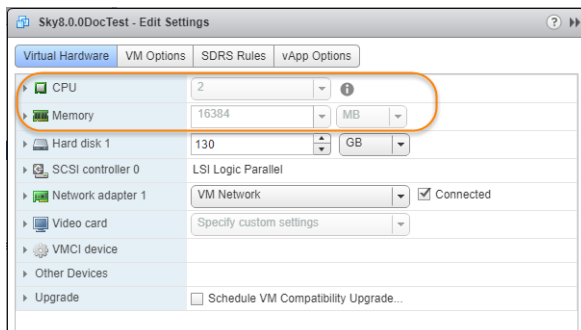 Sky8.0.0DocTest - Edit Settings
Virtual Hardware VM Options SDRS Rules vApp Options
CPU 2
Memory 16384 MB
Hard disk 1 130 GB
SCSI controller 0 LSI Logic Parallel
Network adapter 1 VM Network Connected
Video card Specify custom settings
VMCI device
Other Devices
Upgrade Schedule VM Compatibility Upgrade...